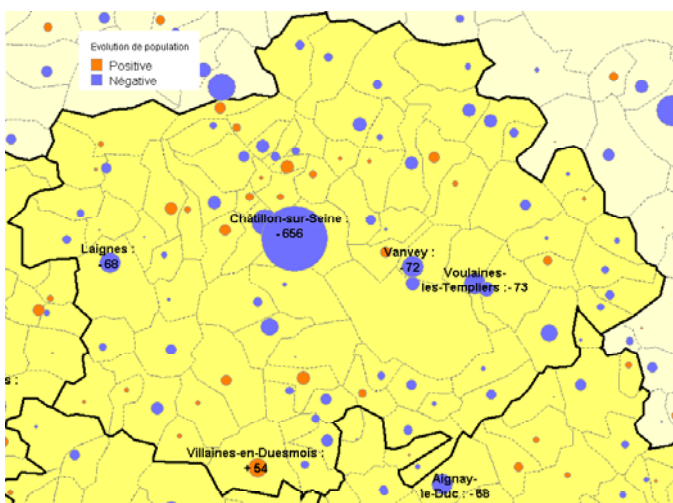 Evolution de population
Positive
Négative
Châtillon-sur-Seine :
- 656
Laignes :
- 68
Vanvey :
- 72
Voulaines-
les-Templiers :- 73
s :
Villaines-en-Duesmois :
+ 54
Aignay-
le-Duc : - 68